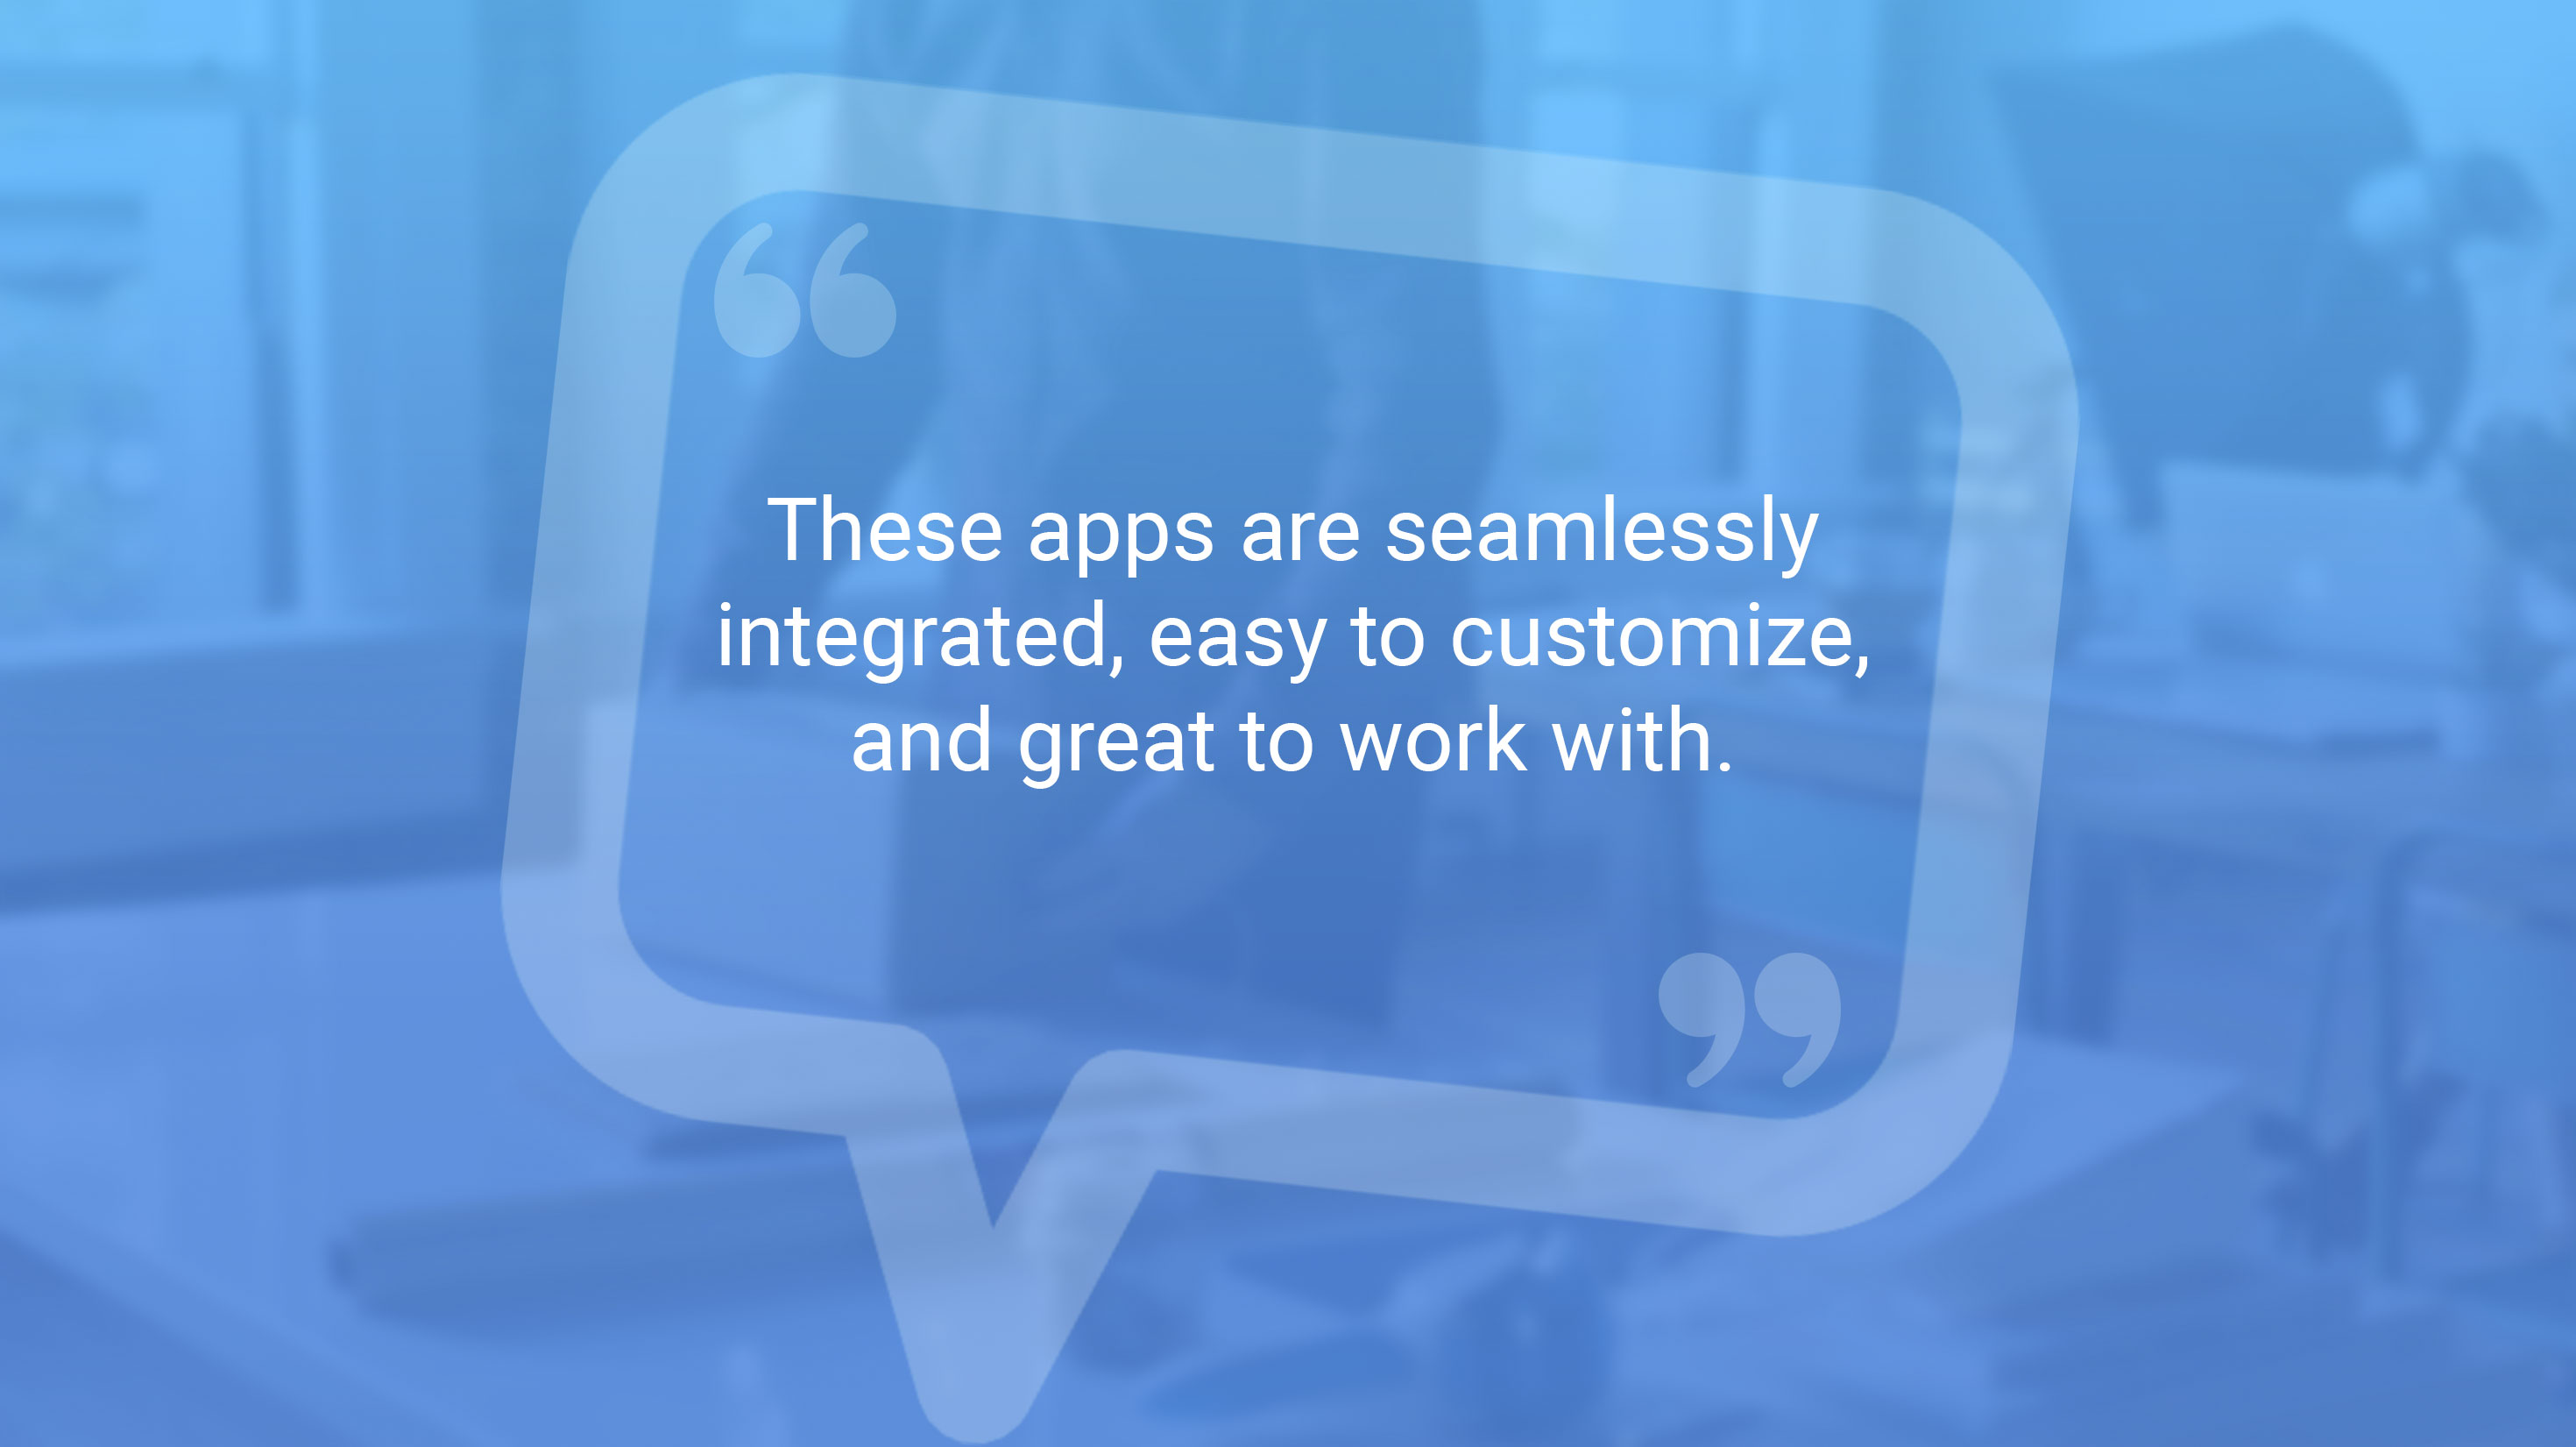 “
These apps are seamlessly
integrated, easy to customize,
and great to work with.
”